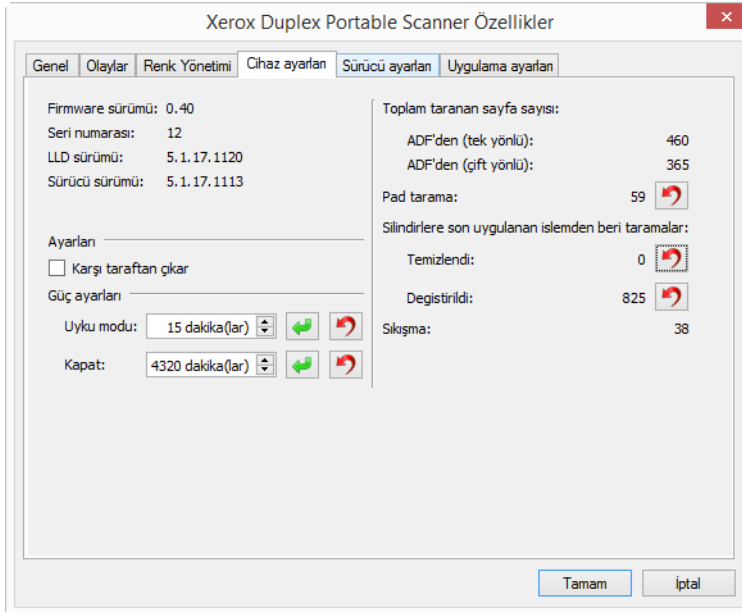 Xerox Duplex Portable Scanner Özellikler
Genel Olaylar Renk Yönetimi Cihaz ayarları Sürücü ayarları Uygulama ayarları
Firmware sürümü: 0.40
Seri numarası: 12
LLD sürümü: 5.1.17.1120
Sürücü sürümü: 5.1.17.1113
Ayarları
Karşı taraftan çıkar
Güç ayarları
Uyku modu: 15 dakika(lar)
Kapat: 4320 dakika(lar)
Toplam taranan sayfa sayısı:
ADF'den (tek yönlü): 460
ADF'den (çift yönlü): 365
Pad tarama: 59
Silindirlere son uygulanan islemden beri taramalar:
Temizlendi: 0
Degistirildi: 825
Sıkışma: 38
Tamam İptal